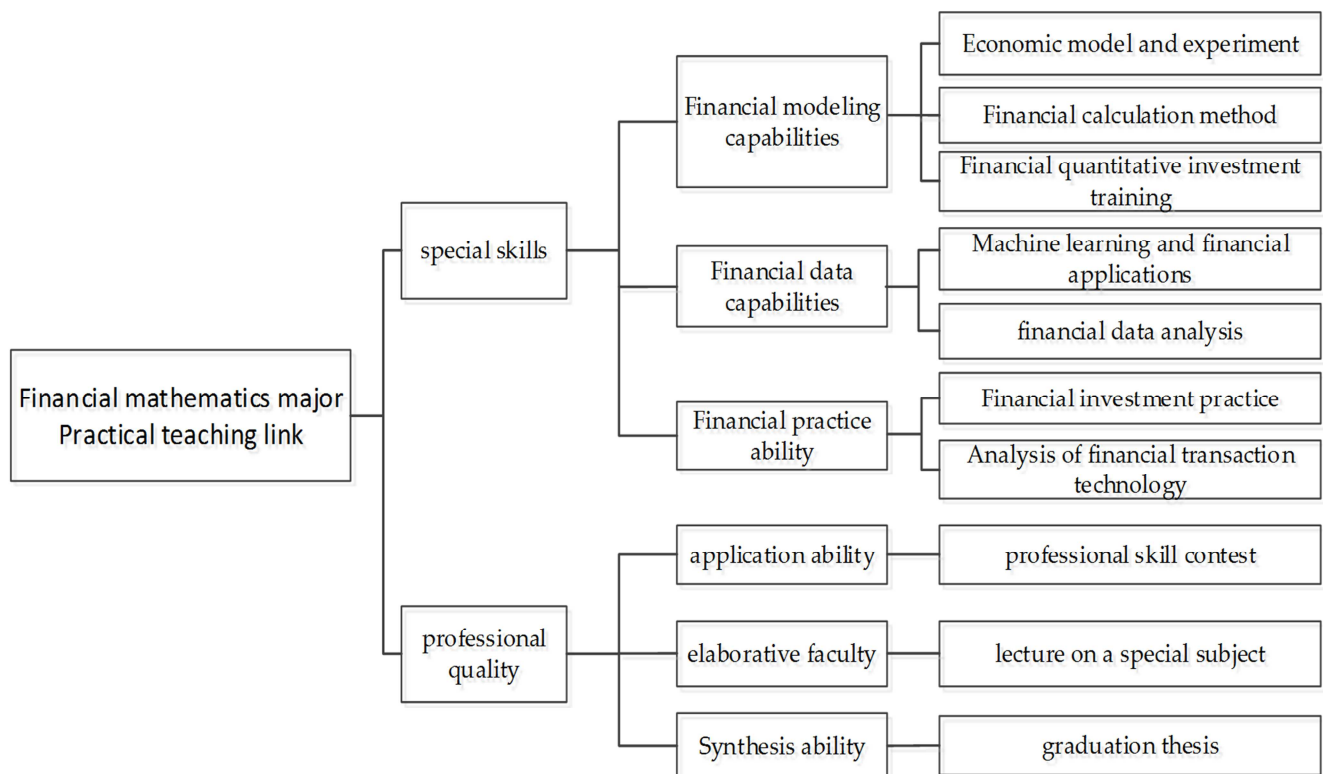 Financial mathematics major
Practical teaching link
special skills
professional
quality
Financial modeling
capabilities
Financial data
capabilities
Financial practice
ability
application ability
elaborative faculty
Synthesis ability
Economic model and experiment
Financial calculation method
Financial quantitative investment
training
Machine learning and financial
applications
financial data analysis
Financial investment practice
Analysis of financial transaction
technology
professional skill contest
lecture on a special subject
graduation thesis